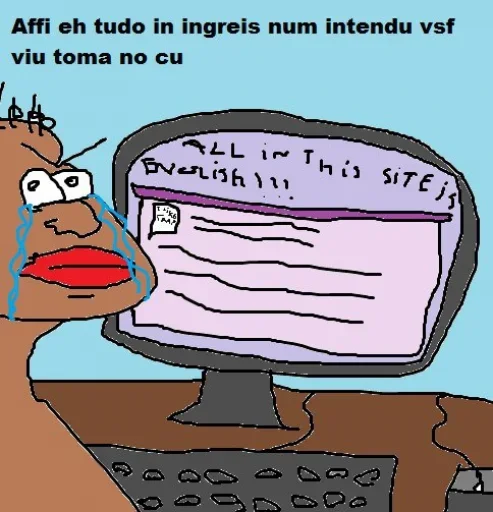 Affi eh tudo in ingreis num intendu vsf
viu toma no cu
ALL in THis SiTE is
ENGLISH!!!